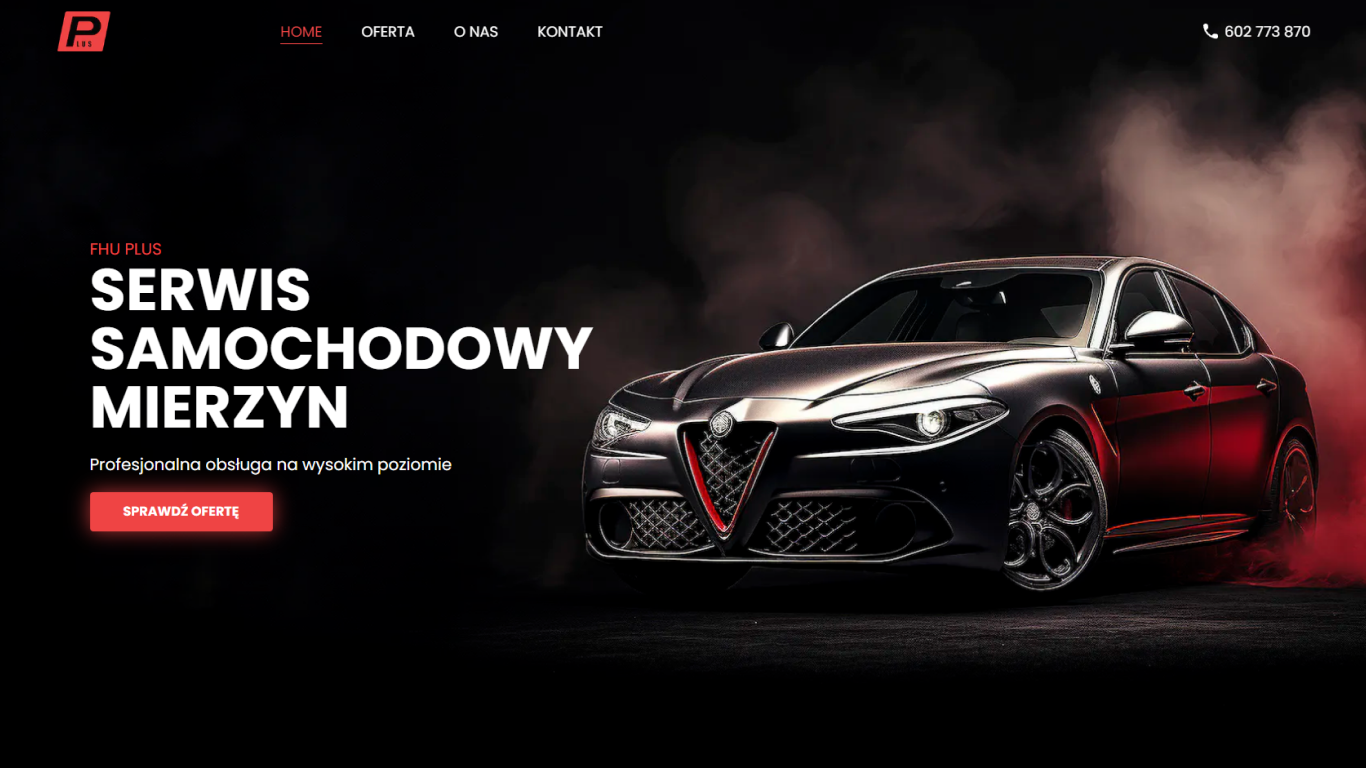 P
LUS
HOME
OFERTA
O NAS
KONTAKT
602 773 870
FHU PLUS
SERWIS
SAMOCHODOWY
MIERZYN
Profesjonalna obsługa na wysokim poziomie
SPRAWDŹ OFERTĘ